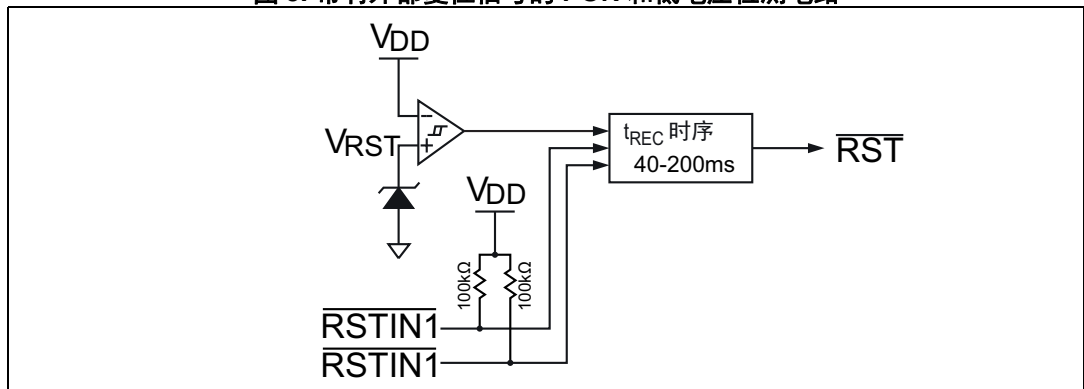 VDD
VRST
tREC 时序
40-200ms
RST
VDD
100kΩ
100kΩ
RSTIN1
RSTIN1